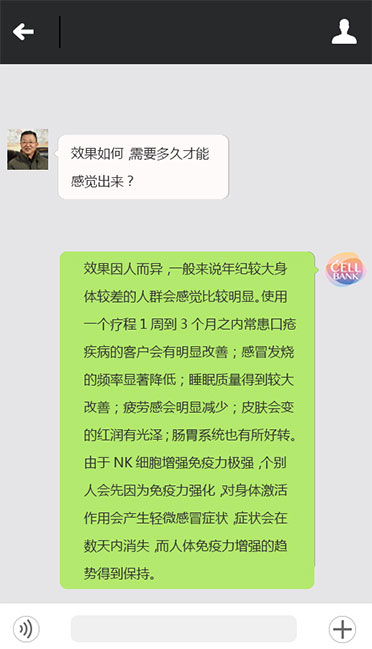 效果如何,需要多久才能
感觉出来？
CELL
BANK
效果因人而异,一般来说年纪较大身
体较差的人群会感觉比较明显。使用
一个疗程1周到3个月之内常患口疮
疾病的客户会有明显改善；感冒发烧
的频率显著降低；睡眠质量得到较大
改善；疲劳感会明显减少；皮肤会变
的红润有光泽；肠胃系统也有所好转。
由于NK细胞增强免疫力极强,个别
人会先因为免疫力强化,对身体激活
作用会产生轻微感冒症状,症状会在
数天内消失,而人体免疫力增强的趋
势得到保持。